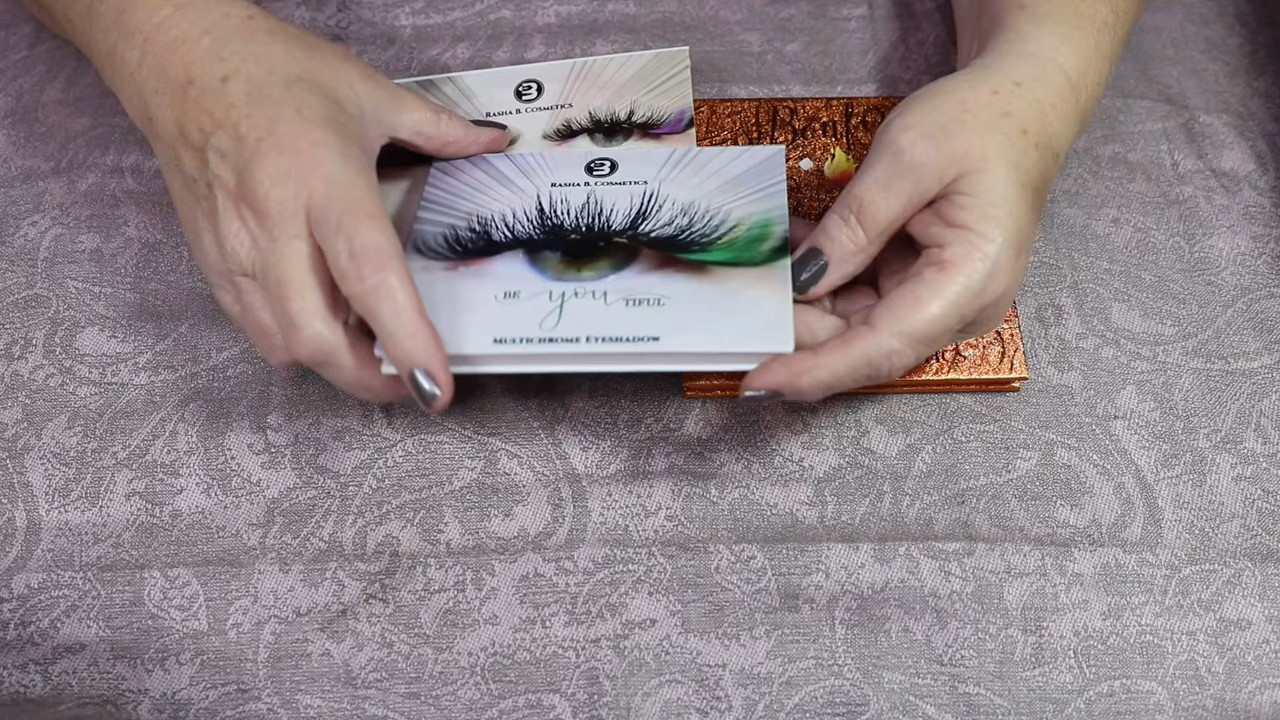 RASHA B. COSMETICS
RASHA B. COSMETICS
BE you TIFUL
MULTICHROME EYESHADOW